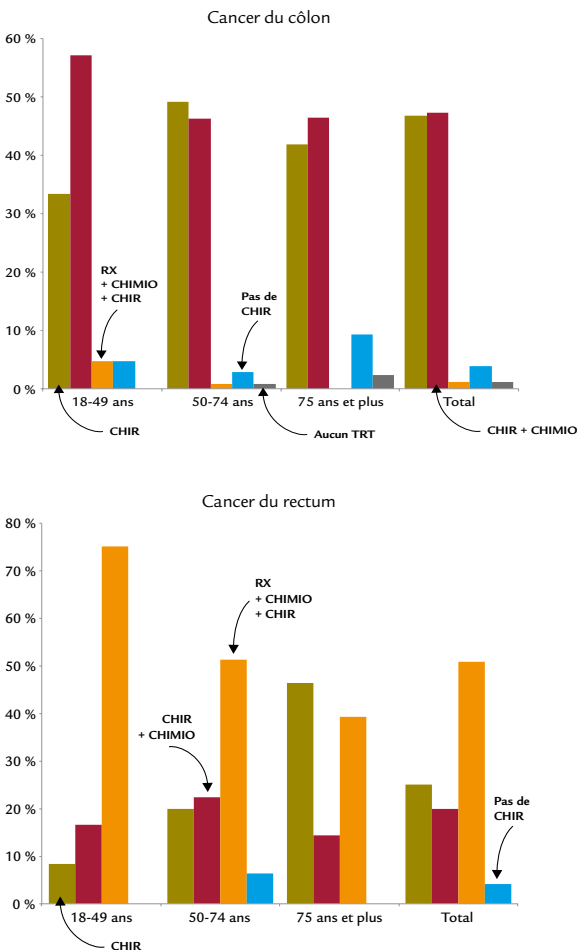 Cancer du côlon
60 %
50 %
40 %
30 %
20 %
10 %
0 %
RX
+ CHIMIO
+ CHIR
Pas de
CHIR
18-49 ans
50-74 ans
75 ans et plus
Total
CHIR
Aucun TRT
CHIR + CHIMIO
Cancer du rectum
80 %
70 %
60 %
50 %
40 %
30 %
20 %
10 %
0 %
RX
+ CHIMIO
+ CHIR
CHIR
+ CHIMIO
Pas de
CHIR
18-49 ans
50-74 ans
75 ans et plus
Total
CHIR